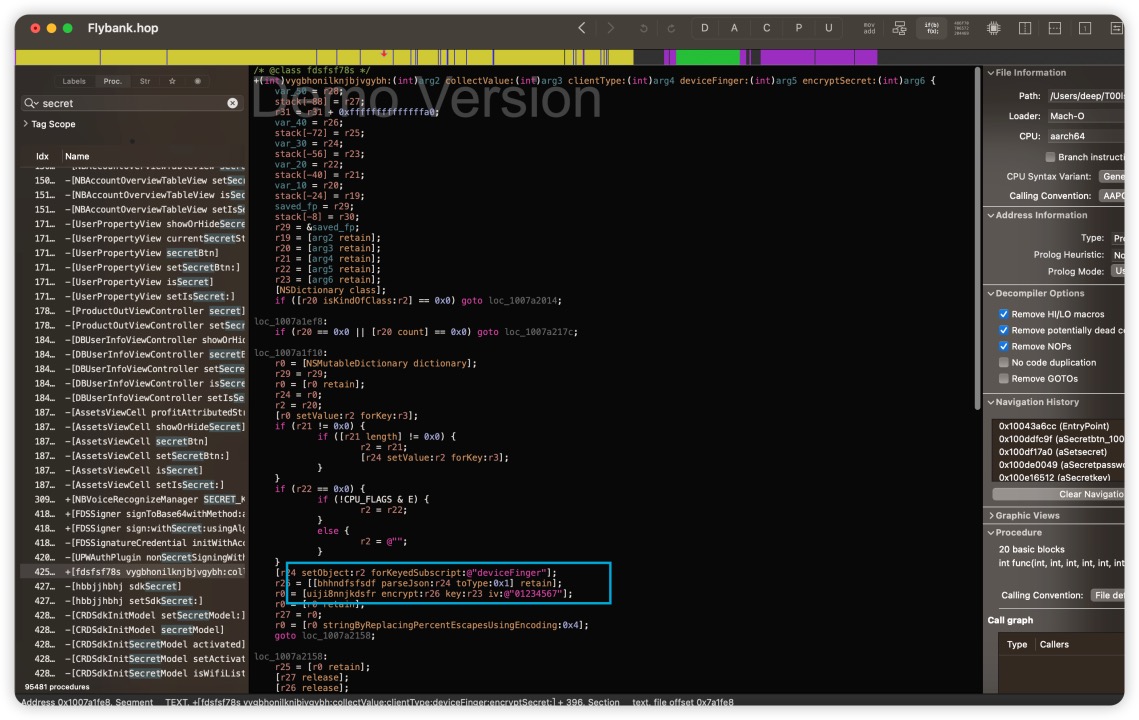 Flybank.hop
D A C P U
ROV
add
if(b)
f(x);
Labels Proc. Str
secret
Tag Scope
Idx Name
150… -[NBAccountOverviewTableView setSecr
151… -[NBAccountOverviewTableView isSec
151… -[NBAccountOverviewTableView setIsSe
171… -[UserPropertyView showOrHideSecre
171… -[UserPropertyView currentSecretSt
171… -[UserPropertyView secretBtn]
171… -[UserPropertyView setSecretBtn:]
171… -[UserPropertyView isSecret]
171… -[UserPropertyView setIsSecret:]
178… -[ProductOutViewController secret]
178… -[ProductOutViewController setSecr
184… -[DBUserInfoViewController showOrHid
184… -[DBUserInfoViewController secretB
184… -[DBUserInfoViewController setSecre
184… -[DBUserInfoViewController isSecre
184… -[DBUserInfoViewController setIsSe
187… -[AssetsViewCell profitAttributedStr
187… -[AssetsViewCell showOrHideSecret]
187… -[AssetsViewCell secretBtn]
187… -[AssetsViewCell setSecretBtn:]
187… -[AssetsViewCell isSecret]
187… -[AssetsViewCell setIsSecret:]
309… +[NBVoiceRecognizeManager SECRET_K
418… +[FDSSigner signToBase64withMethod:a
418… +[FDSSigner sign:withSecret:usingAlg
418… -[FDSSignatureCredential initWithAcc
420… -[UPWAuthPlugin nonSecretSigningWith
425… +[fdsfsf78s vygbhonilknjbjvgybh:coll
427… -[hbbjjhbhj sdkSecret]
427… -[hbbjjhbhj setSdkSecret:]
428… -[CRDSdkInitModel setSecretModel:]
428… -[CRDSdkInitModel secretModel]
428… -[CRDSdkInitSecretModel activated]
428… -[CRDSdkInitSecretModel setActivat
428… -[CRDSdkInitSecretModel isWifiList
95481 procedures
Demo Version
/* @class fdsfsf78s */
+(int)vygbhonilknjbjvgybh:(int)arg2 collectValue:(int)arg3 clientType:(int)arg4 deviceFinger:(int)arg5 encryptSecret:(int)arg6 {
var_50 = r28;
stack[-88] = r27;
r31 = r31 + 0xffffffffffffffa0;
var_40 = r26;
stack[-72] = r25;
var_30 = r24;
stack[-56] = r23;
var_20 = r22;
stack[-40] = r21;
var_10 = r20;
stack[-24] = r19;
saved_fp = r29;
stack[-8] = r30;
r29 = &saved_fp;
r19 = [arg2 retain];
r20 = [arg3 retain];
r21 = [arg4 retain];
r22 = [arg5 retain];
r23 = [arg6 retain];
[NSDictionary class];
if ([r20 isKindOfClass:r2] == 0x0) goto loc_1007a2014;
loc_1007a1ef8:
if (r20 == 0x0 || [r20 count] == 0x0) goto loc_1007a217c;
loc_1007a1f10:
r0 = [NSMutableDictionary dictionary];
r29 = r29;
r0 = [r0 retain];
r24 = r0;
r2 = r20;
[r0 setValue:r2 forKey:r3];
if (r21 != 0x0) {
if ([r21 length] != 0x0) {
r2 = r21;
[r24 setValue:r2 forKey:r3];
}
}
if (r22 == 0x0) {
if (!CPU_FLAGS & E) {
r2 = r22;
}
else {
r2 = @"";
}
}
[r24 setObject:r2 forKeyedSubscript:@"deviceFinger"];
r26 = [[bhhndfsfsdf parseJson:r24 toType:0x1] retain];
r0 = [uiji8nnjkdsfr encrypt:r26 key:r23 iv:@"01234567"];
r0 = [r0 retain];
r27 = r0;
r0 = [r0 stringByReplacingPercentEscapesUsingEncoding:0x4];
goto loc_1007a2158;
loc_1007a2158:
r25 = [r0 retain];
[r27 release];
[r26 release];
File Information
Path: /Users/deep/T00ls
Loader: Mach-O
CPU: aarch64
Branch instructi
CPU Syntax Variant: Gene
Calling Convention: AAPC
Address Information
Type: Pro
Prolog Heuristic: No
Prolog Mode: Us
Decompiler Options
Remove HI/LO macros
Remove potentially dead co
Remove NOPs
No code duplication
Remove GOTOs
Navigation History
0x10043a6cc (EntryPoint)
0x100ddfc9f (aSecretbtn_100
0x100df17a0 (aSetsecret)
0x100de0049 (aSecretpassw
0x100e16512 (aSecretkey)
Clear Navigatio
Graphic Views
Procedure
20 basic blocks
int func(int, int, int, int, int,
Calling Convention: File def
Call graph
Type Callers
Address 0x1007a1fe8, Segment __TEXT, +[fdsfsf78s vygbhonilknjbjvgybh:collectValue:clientType:deviceFinger:encryptSecret:] + 396, Section __text, file offset 0x7a1fe8